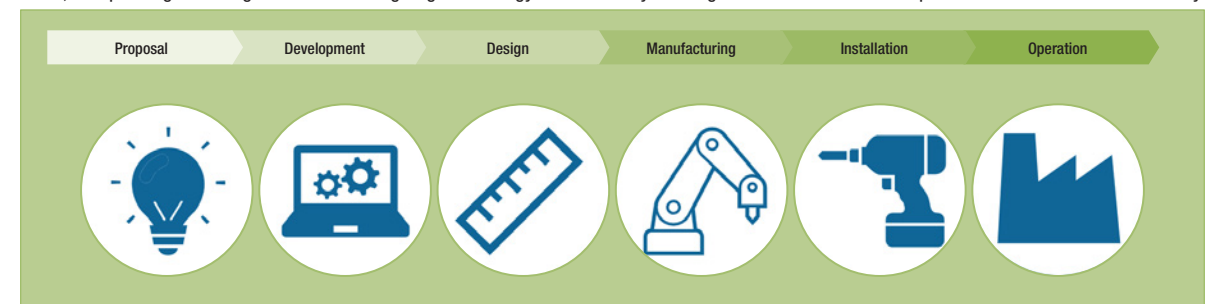 Proposal
Development
Design
Manufacturing
Installation
Operation